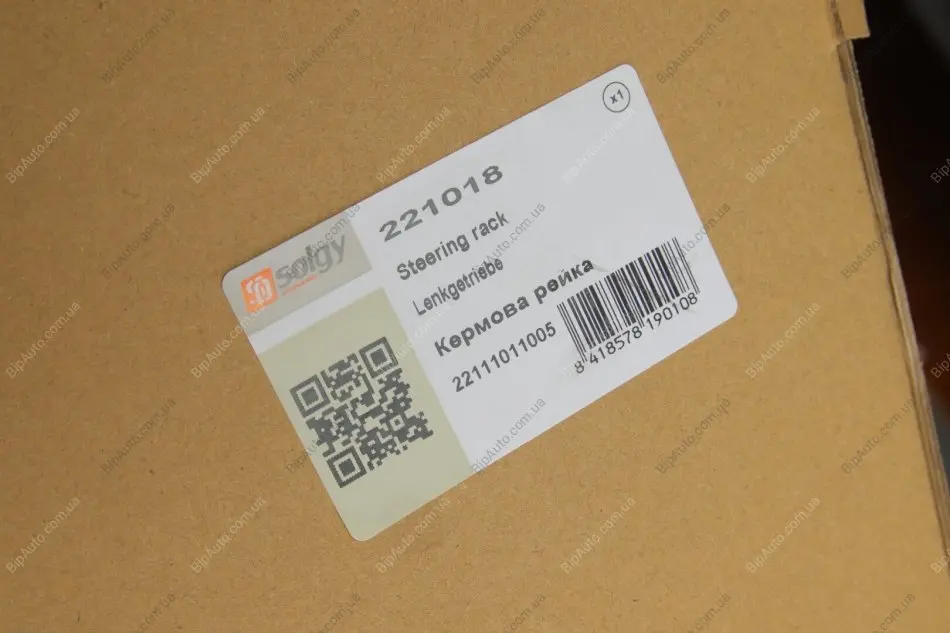 x1
solgy
221018
Steering rack
Lenkgetriebe
Кермова рейка
22111011005
8 418578 190108
BipAuto.com.ua